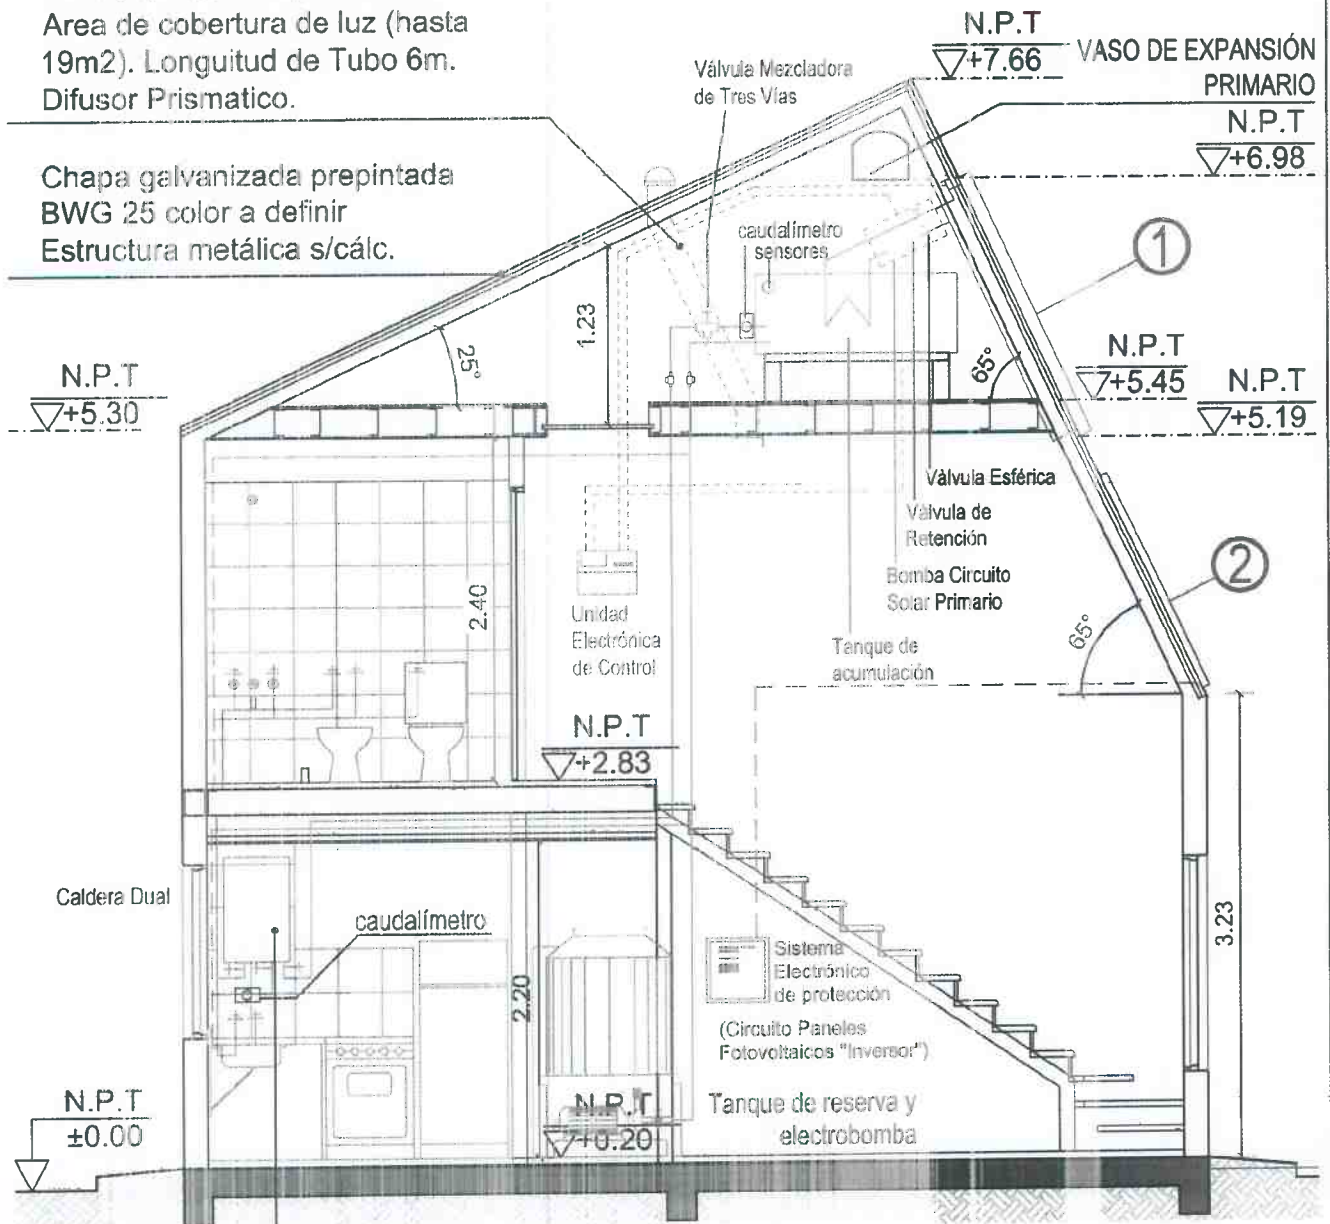 Area de cobertura de luz (hasta
19m2). Longuitud de Tubo 6m.
Difusor Prismatico.
Chapa galvanizada prepintada
BWG 25 color a definir
Estructura metálica s/cálc.
Válvula Mezcladora
de Tres Vías
N.P.T
+7.66
VASO DE EXPANSIÓN
PRIMARIO
N.P.T
+6.98
caudalímetro
sensores
1
1.23
25°
65°
N.P.T
+5.30
N.P.T
+5.45
N.P.T
+5.19
Válvula Esférica
Válvula de
Retención
Bomba Circuito
Solar Primario
2
2.40
Unidad
Electrónica
de Control
Tanque de
acumulación
65°
N.P.T
+2.83
Caldera Dual
caudalímetro
2.20
Sistema
Electrónico
de protección
(Circuito Paneles
Fotovoltaicos "Inversor")
3.23
N.P.T
±0.00
N.P.T
+0.20
Tanque de reserva y
electrobomba